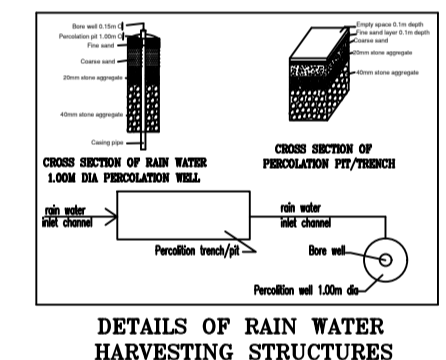 Bore well 0.15m
Percolation pit 1.00m
Fine sand
Coarse sand
20mm stone aggregate
40mm stone aggregate
Casing pipe
CROSS SECTION OF RAIN WATER
1.00M DIA PERCOLATION WELL
Empty space 0.1m depth
Fine sand layer 0.1m depth
Coarse sand
20mm stone aggregate
40mm stone aggregate
CROSS SECTION OF
PERCOLATION PIT/TRENCH
rain water
inlet channel
Percolition trench/pit
rain water
inlet channel
Bore well
Percolition well 1.00m dia
DETAILS OF RAIN WATER
HARVESTING STRUCTURES